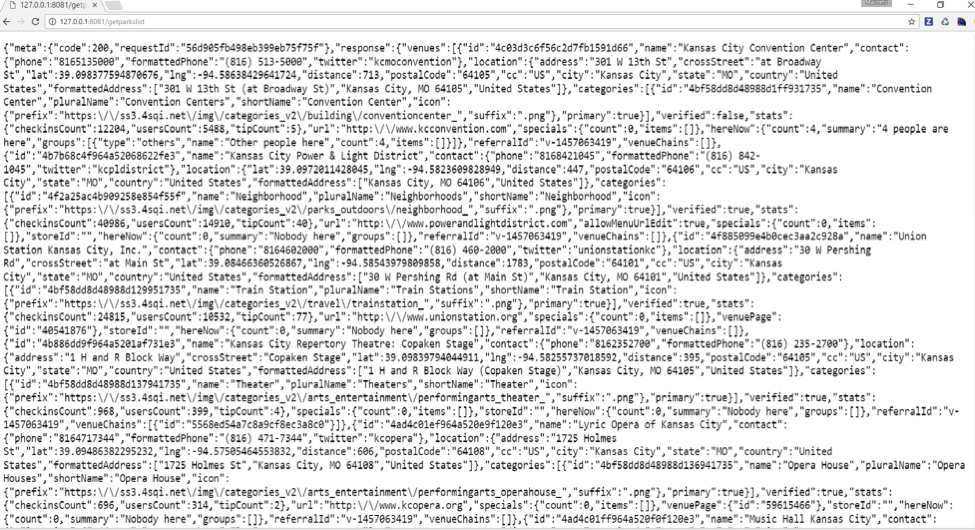 127.0.0.1:8081/getp
127.0.0.1:8081/getparkslist
{"meta":{"code":200,"requestId":"56d905fb498eb399eb75f75f"},"response":{"venues":[{"id":"4c03d3c6f56c2d7fb1591d66","name":"Kansas City Convention Center","contact":
{"phone":"8165135000","formattedPhone":"(816) 513-5000","twitter":"kcmoconvention"},"location":{"address":"301 W 13th St","crossStreet":"at Broadway
St","lat":39.098377594870676,"lng":-94.58638429641724,"distance":713,"postalCode":"64105","cc":"US","city":"Kansas City","state":"MO","country":"United
States","formattedAddress":["301 W 13th St (at Broadway St)","Kansas City, MO 64105","United States"]},"categories":[{"id":"4bf58dd8d48988d1ff931735","name":"Convention
Center","pluralName":"Convention Centers","shortName":"Convention Center","icon":
{"prefix":"https:\/\/ss3.4sqi.net\/img\/categories_v2\/building\/conventioncenter_","suffix":".png"},"primary":true}],"verified":false,"stats":
{"checkinsCount":12204,"usersCount":5488,"tipCount":5},"url":"http:\/\/www.kcconvention.com","specials":{"count":0,"items":[]},"hereNow":{"count":4,"summary":"4 people are
here","groups":[{"type":"others","name":"Other people here","count":4,"items":[]}]},"referralId":"v-1457063419","venueChains":[]},
{"id":"4b7b68c4f964a52068622fe3","name":"Kansas City Power & Light District","contact":{"phone":"8168421045","formattedPhone":"(816) 842-
1045","twitter":"kcpldistrict"},"location":{"lat":39.0972011428045,"lng":-94.5823609828949,"distance":447,"postalCode":"64106","cc":"US","city":"Kansas
City","state":"MO","country":"United States","formattedAddress":["Kansas City, MO 64106","United States"]},"categories":
[{"id":"4f2a25ac4b909258e854f55f","name":"Neighborhood","pluralName":"Neighborhoods","shortName":"Neighborhood","icon":
{"prefix":"https:\/\/ss3.4sqi.net\/img\/categories_v2\/parks_outdoors\/neighborhood_","suffix":".png"},"primary":true}],"verified":true,"stats":
{"checkinsCount":40986,"usersCount":14910,"tipCount":40},"url":"http:\/\/www.powerandlightdistrict.com","allowMenuUrlEdit":true,"specials":{"count":0,"items":
[]},"storeId":"","hereNow":{"count":0,"summary":"Nobody here","groups":[]},"referralId":"v-1457063419","venueChains":[]},{"id":"4f885099e4b0cec3aa2c928a","name":"Union
Station Kansas City, Inc.","contact":{"phone":"8164602000","formattedPhone":"(816) 460-2000","twitter":"unionstationkc"},"location":{"address":"30 W Pershing
Rd","crossStreet":"at Main St","lat":39.08466360526867,"lng":-94.58543979809858,"distance":1783,"postalCode":"64101","cc":"US","city":"Kansas
City","state":"MO","country":"United States","formattedAddress":["30 W Pershing Rd (at Main St)","Kansas City, MO 64101","United States"]},"categories":
[{"id":"4bf58dd8d48988d129951735","name":"Train Station","pluralName":"Train Stations","shortName":"Train Station","icon":
{"prefix":"https:\/\/ss3.4sqi.net\/img\/categories_v2\/travel\/trainstation_","suffix":".png"},"primary":true}],"verified":true,"stats":
{"checkinsCount":24815,"usersCount":10532,"tipCount":77},"url":"http:\/\/www.unionstation.org","specials":{"count":0,"items":[]},"venuePage":
{"id":"40541876"},"storeId":"","hereNow":{"count":0,"summary":"Nobody here","groups":[]},"referralId":"v-1457063419","venueChains":[]},
{"id":"4b886dd9f964a5201af731e3","name":"Kansas City Repertory Theatre: Copaken Stage","contact":{"phone":"8162352700","formattedPhone":"(816) 235-2700"},"location":
{"address":"1 H and R Block Way","crossStreet":"Copaken Stage","lat":39.09839794044911,"lng":-94.58255737018592,"distance":395,"postalCode":"64105","cc":"US","city":"Kansas
City","state":"MO","country":"United States","formattedAddress":["1 H and R Block Way (Copaken Stage)","Kansas City, MO 64105","United States"]},"categories":
[{"id":"4bf58dd8d48988d137941735","name":"Theater","pluralName":"Theaters","shortName":"Theater","icon":
{"prefix":"https:\/\/ss3.4sqi.net\/img\/categories_v2\/arts_entertainment\/performingarts_theater_","suffix":".png"},"primary":true}],"verified":true,"stats":
{"checkinsCount":968,"usersCount":399,"tipCount":4},"specials":{"count":0,"items":[]},"storeId":"","hereNow":{"count":0,"summary":"Nobody here","groups":[]},"referralId":"v-
1457063419","venueChains":[{"id":"5568ed54a7c8a9cf8ec3a8c0"}]},{"id":"4ad4c01ef964a520e9f120e3","name":"Lyric Opera of Kansas City","contact":
{"phone":"8164717344","formattedPhone":"(816) 471-7344","twitter":"kcopera"},"location":{"address":"1725 Holmes
St","lat":39.09486382295232,"lng":-94.57505464553832,"distance":606,"postalCode":"64108","cc":"US","city":"Kansas City","state":"MO","country":"United
States","formattedAddress":["1725 Holmes St","Kansas City, MO 64108","United States"]},"categories":[{"id":"4bf58dd8d48988d136941735","name":"Opera House","pluralName":"Opera
Houses","shortName":"Opera House","icon":
{"prefix":"https:\/\/ss3.4sqi.net\/img\/categories_v2\/arts_entertainment\/performingarts_operahouse_","suffix":".png"},"primary":true}],"verified":true,"stats":
{"checkinsCount":696,"usersCount":314,"tipCount":2},"url":"http:\/\/www.kcopera.org","specials":{"count":0,"items":[]},"venuePage":{"id":"59615466"},"storeId":"","hereNow":
{"count":0,"summary":"Nobody here","groups":[]},"referralId":"v-1457063419","venueChains":[]},{"id":"4ad4c01ff964a520f0f120e3","name":"Music Hall Kansas City","contact":